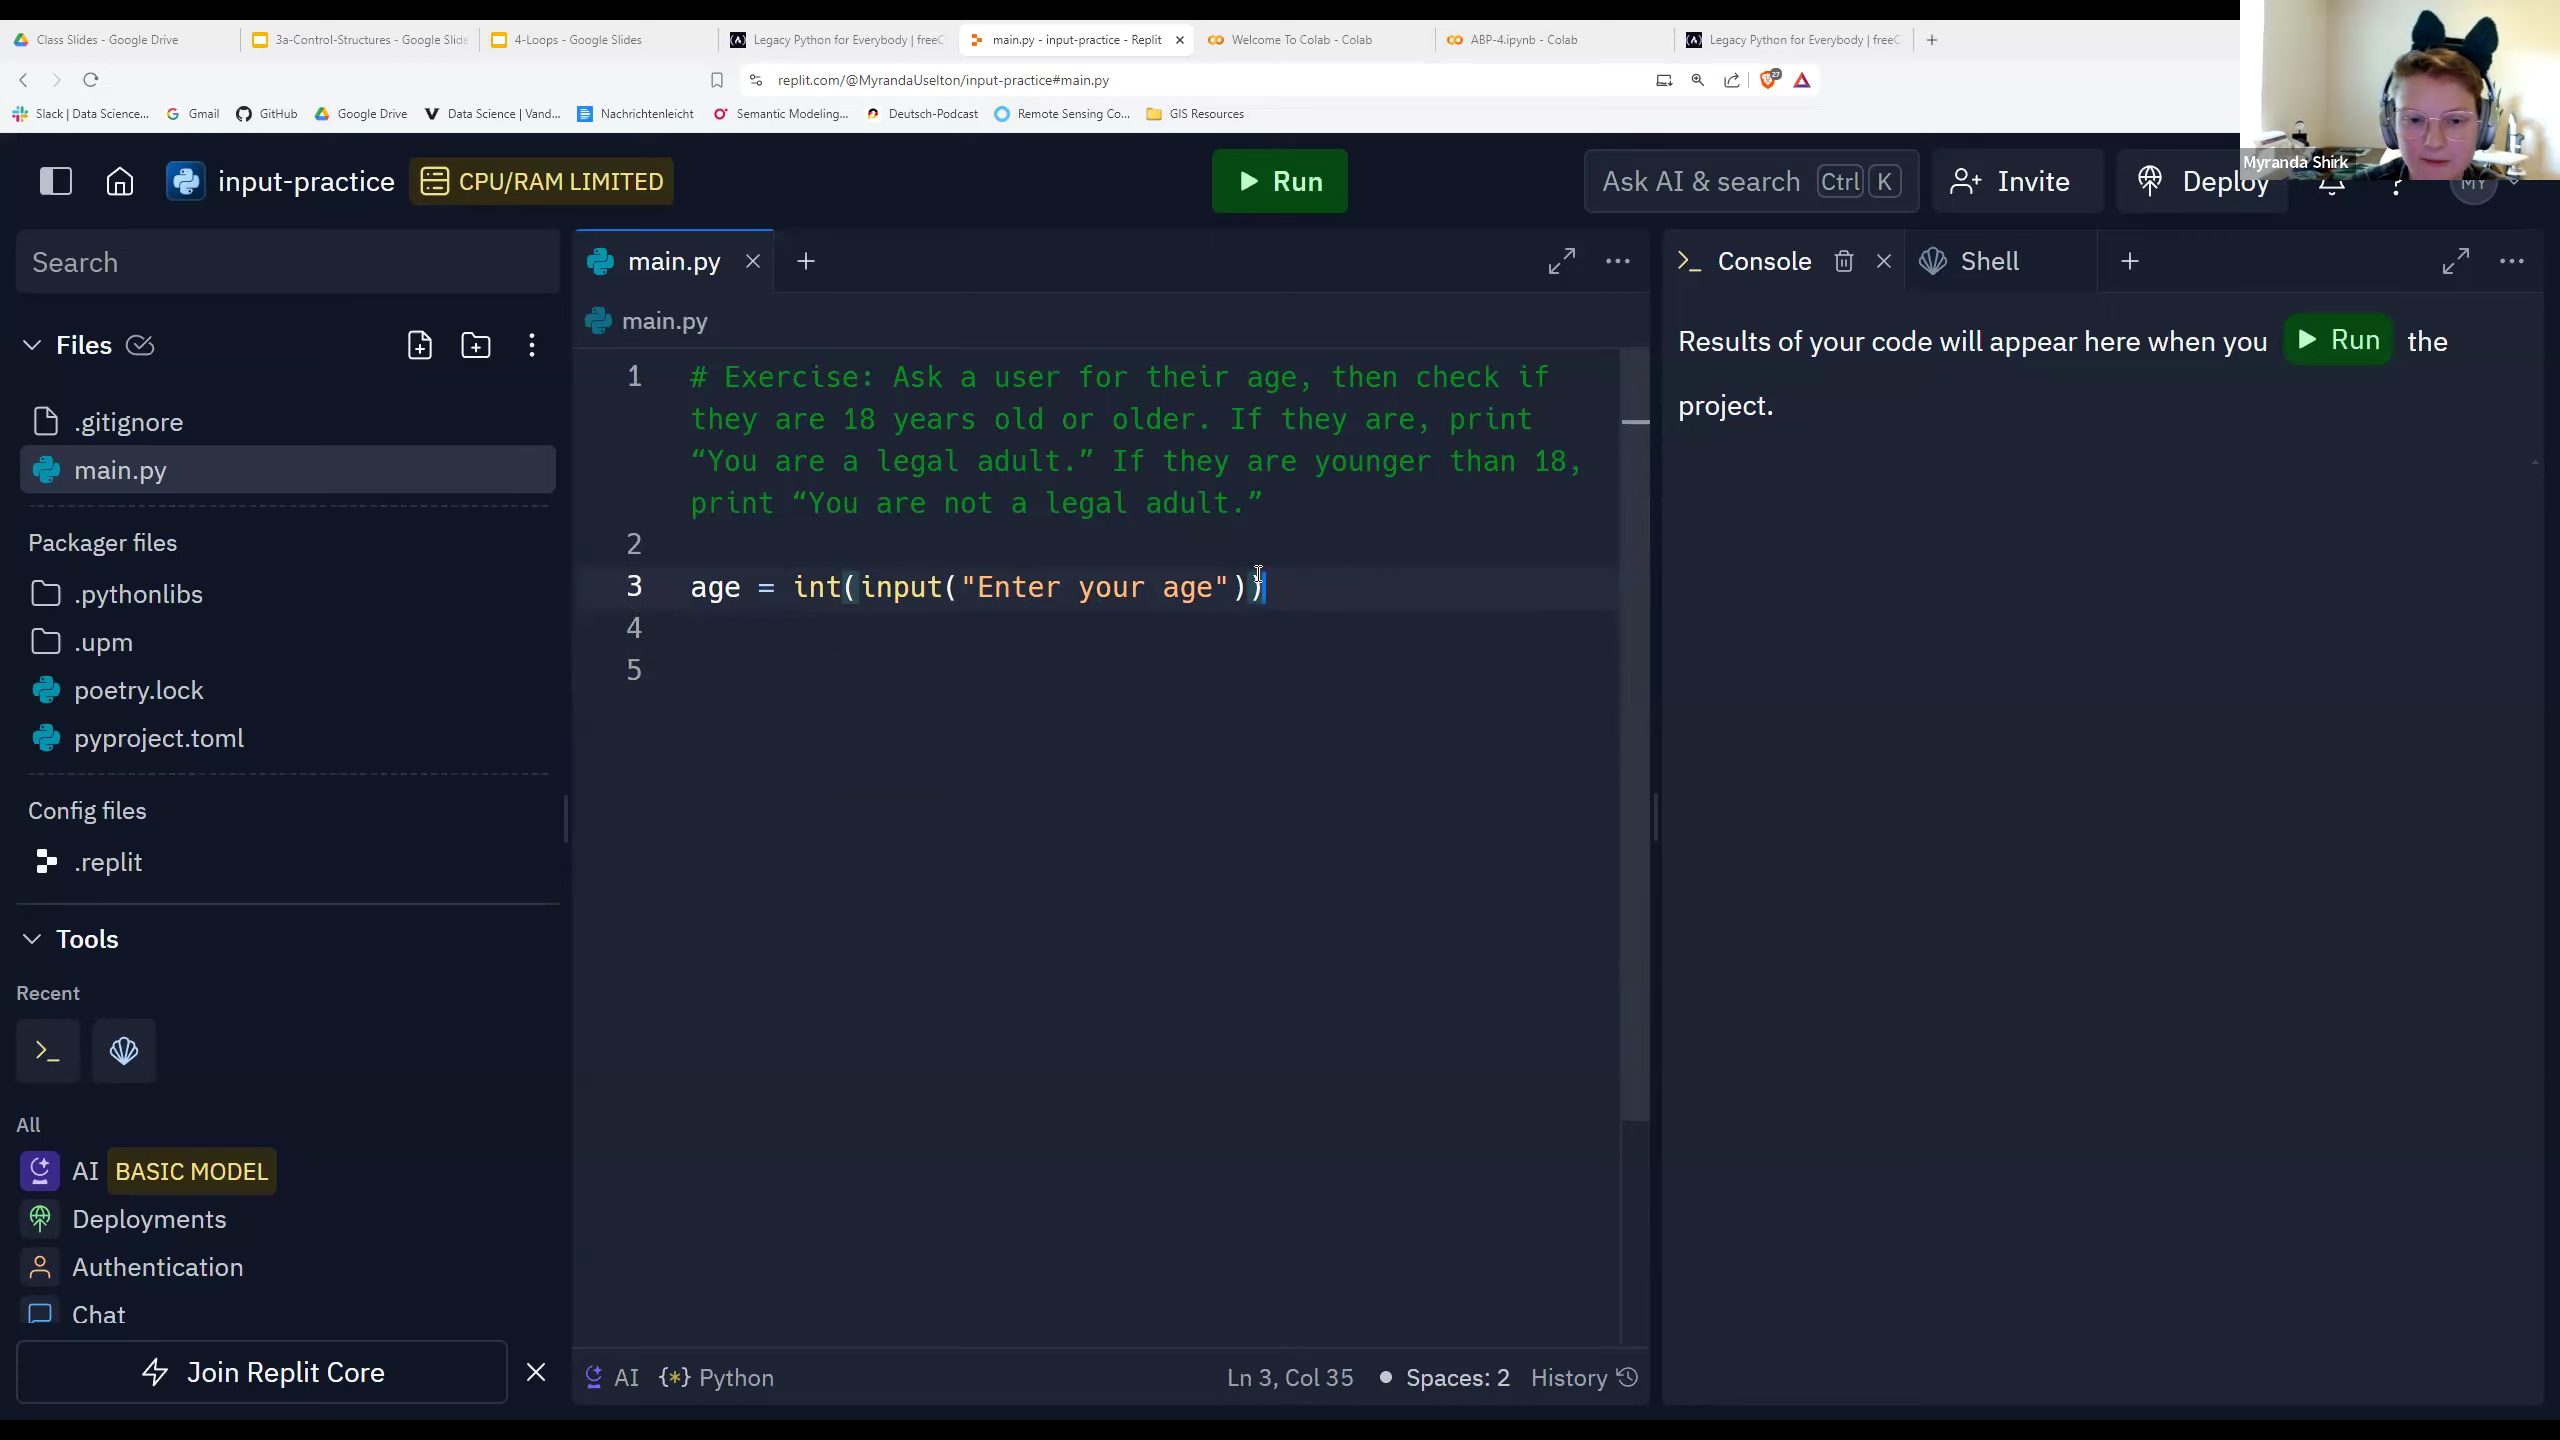 Class Slides - Google Drive
3a-Control-Structures - Google Slide
4-Loops - Google Slides
Legacy Python for Everybody | freeC
main.py - input-practice - Replit
Welcome To Colab - Colab
ABP-4.ipynb - Colab
Legacy Python for Everybody | freeC
replit.com/@MyrandaUselton/input-practice#main.py
27
Slack | Data Science...
Gmail
GitHub
Google Drive
Data Science | Vand...
Nachrichtenleicht
Semantic Modeling...
Deutsch-Podcast
Remote Sensing Co...
GIS Resources
Myranda Shirk
input-practice
CPU/RAM LIMITED
Run
Ask AI & search Ctrl K
Invite
Deploy
MY
Search
Files
.gitignore
main.py
Packager files
.pythonlibs
.upm
poetry.lock
pyproject.toml
Config files
.replit
Tools
Recent
All
AI BASIC MODEL
Deployments
Authentication
Chat
Join Replit Core
main.py
main.py
1 # Exercise: Ask a user for their age, then check if
they are 18 years old or older. If they are, print
“You are a legal adult.” If they are younger than 18,
print “You are not a legal adult.”
2
3 age = int(input("Enter your age"))
4
5
AI {*} Python
Ln 3, Col 35
Spaces: 2
History
Console
Shell
Results of your code will appear here when you Run the
project.